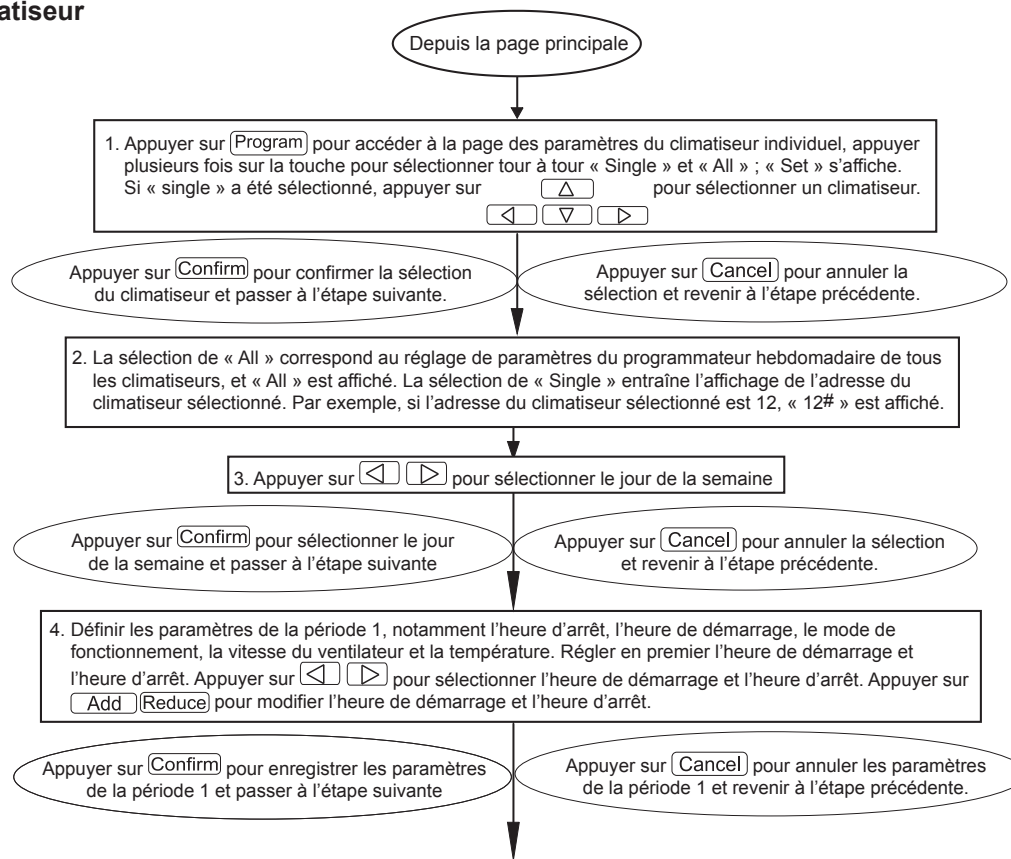 atiseur
Depuis la page principale
1. Appuyer sur Program pour accéder à la page des paramètres du climatiseur individuel, appuyer
plusieurs fois sur la touche pour sélectionner tour à tour « Single » et « All » ; « Set » s’affiche.
Si « single » a été sélectionné, appuyer sur △ pour sélectionner un climatiseur.
◁ ▽ ▷
Appuyer sur Confirm pour confirmer la sélection
du climatiseur et passer à l’étape suivante.
Appuyer sur Cancel pour annuler la
sélection et revenir à l’étape précédente.
2. La sélection de « All » correspond au réglage de paramètres du programmateur hebdomadaire de tous
les climatiseurs, et « All » est affiché. La sélection de « Single » entraîne l’affichage de l’adresse du
climatiseur sélectionné. Par exemple, si l’adresse du climatiseur sélectionné est 12, « 12# » est affiché.
3. Appuyer sur ◁ ▷ pour sélectionner le jour de la semaine
Appuyer sur Confirm pour sélectionner le jour
de la semaine et passer à l’étape suivante
Appuyer sur Cancel pour annuler la sélection
et revenir à l’étape précédente.
4. Définir les paramètres de la période 1, notamment l’heure d’arrêt, l’heure de démarrage, le mode de
fonctionnement, la vitesse du ventilateur et la température. Régler en premier l’heure de démarrage et
l’heure d’arrêt. Appuyer sur ◁ ▷ pour sélectionner l’heure de démarrage et l’heure d’arrêt. Appuyer sur
Add Reduce pour modifier l’heure de démarrage et l’heure d’arrêt.
Appuyer sur Confirm pour enregistrer les paramètres
de la période 1 et passer à l’étape suivante
Appuyer sur Cancel pour annuler les paramètres
de la période 1 et revenir à l’étape précédente.